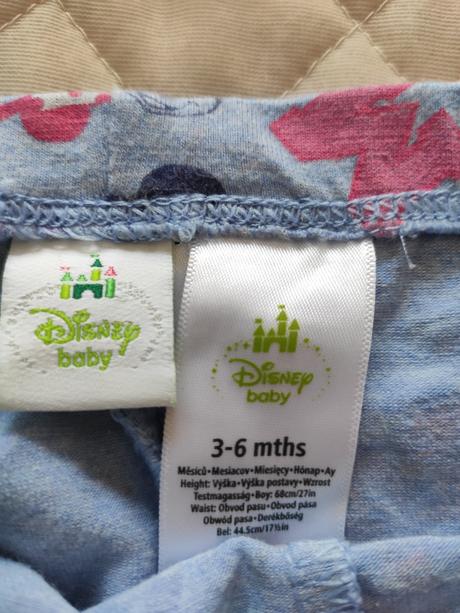 Disney
baby
Disney
baby
3-6 mths
Měsíců•Mesiacov•Miesięcy•Hónap•Ay
Height: Výška•Výška postavy•Wzrost
Testmagasság•Boy: 68cm/27in
Waist: Obvod pasu•Obvod pása
Obwód pasa•Derékbőség
Bel: 44.5cm/17½in